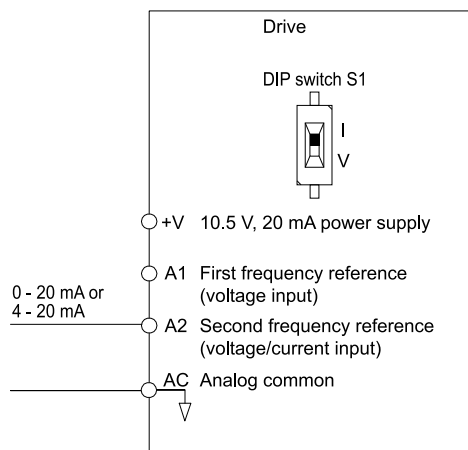 Drive
DIP switch S1
I
V
+V 10.5 V, 20 mA power supply
A1 First frequency reference
(voltage input)
0 - 20 mA or
4 - 20 mA
A2 Second frequency reference
(voltage/current input)
AC Analog common